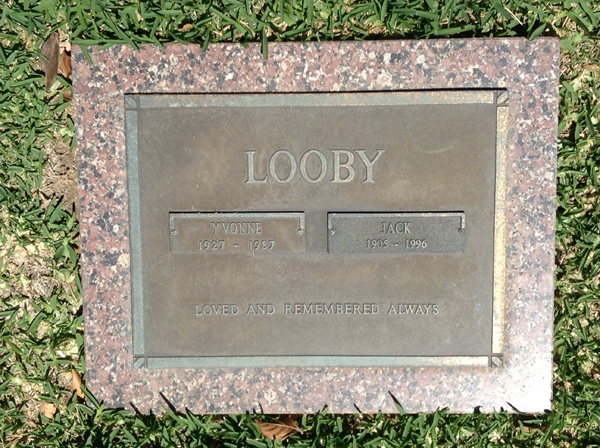 LOOBY
YVONNE
1927 - 1987
JACK
1905 - 1996
LOVED AND REMEMBERED ALWAYS